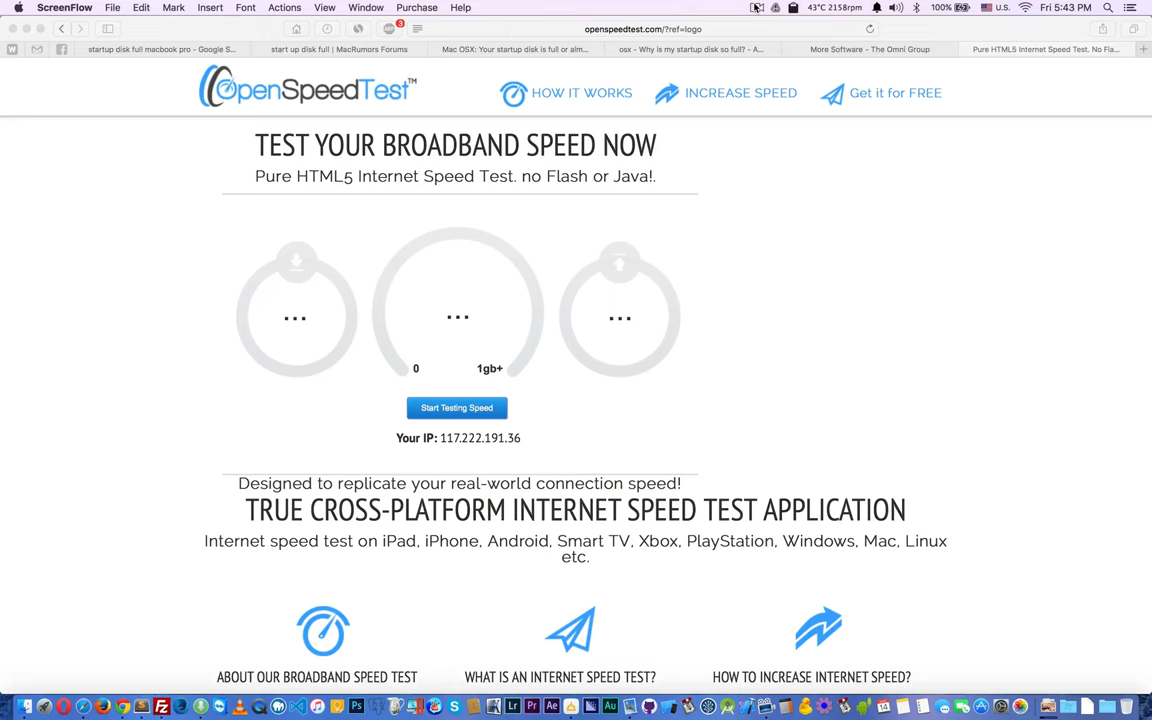 ScreenFlow File Edit Mark Insert Font Actions View Window Purchase Help 43°C 2158rpm 100% U.S. Fri 5:43 PM
3 openspeedtest.com/?ref=logo
W startup disk full macbook pro - Google S... start up disk full | MacRumors Forums Mac OSX: Your startup disk is full or alm... osx - Why is my startup disk so full? - A... More Software - The Omni Group Pure HTML5 Internet Speed Test. No Fla...
OpenSpeedTest™ HOW IT WORKS INCREASE SPEED Get it for FREE
TEST YOUR BROADBAND SPEED NOW
Pure HTML5 Internet Speed Test. no Flash or Java!.
... ... ...
0 1gb+
Start Testing Speed
Your IP: 117.222.191.36
Designed to replicate your real-world connection speed!
TRUE CROSS-PLATFORM INTERNET SPEED TEST APPLICATION
Internet speed test on iPad, iPhone, Android, Smart TV, Xbox, PlayStation, Windows, Mac, Linux
etc.
ABOUT OUR BROADBAND SPEED TEST WHAT IS AN INTERNET SPEED TEST? HOW TO INCREASE INTERNET SPEED?
Ps Lr Pr Ae Au 14